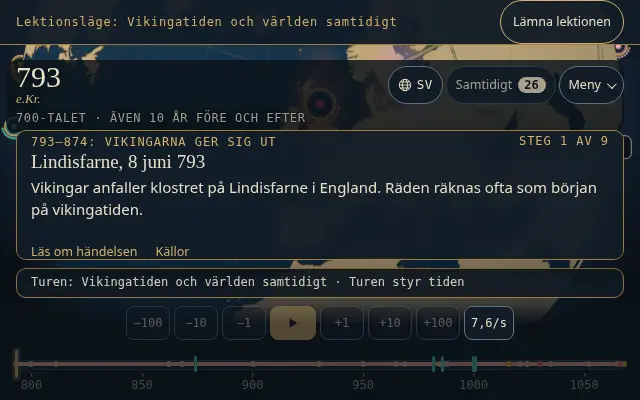 Lektionsläge: Vikingatiden och världen samtidigt
Lämna lektionen
793
e.Kr.
SV
Samtidigt 26
Meny
700-TALET · ÄVEN 10 ÅR FÖRE OCH EFTER
793–874: VIKINGARNA GER SIG UT
STEG 1 AV 9
Lindisfarne, 8 juni 793
Vikingar anfaller klostret på Lindisfarne i England. Räden räknas ofta som början
på vikingatiden.
Läs om händelsen Källor
Turen: Vikingatiden och världen samtidigt · Turen styr tiden
−100 −10 −1 +1 +10 +100 7,6/s
800 850 900 950 1000 1050